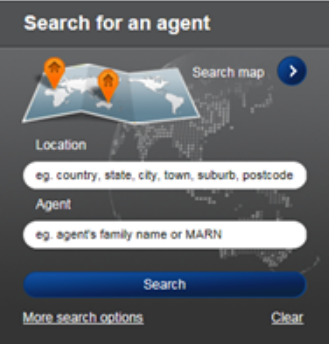 Search for an agent
Search map
Location
eg. country, state, city, town, suburb, postcode
Agent
eg. agent's family name or MARN
Search
More search options
Clear